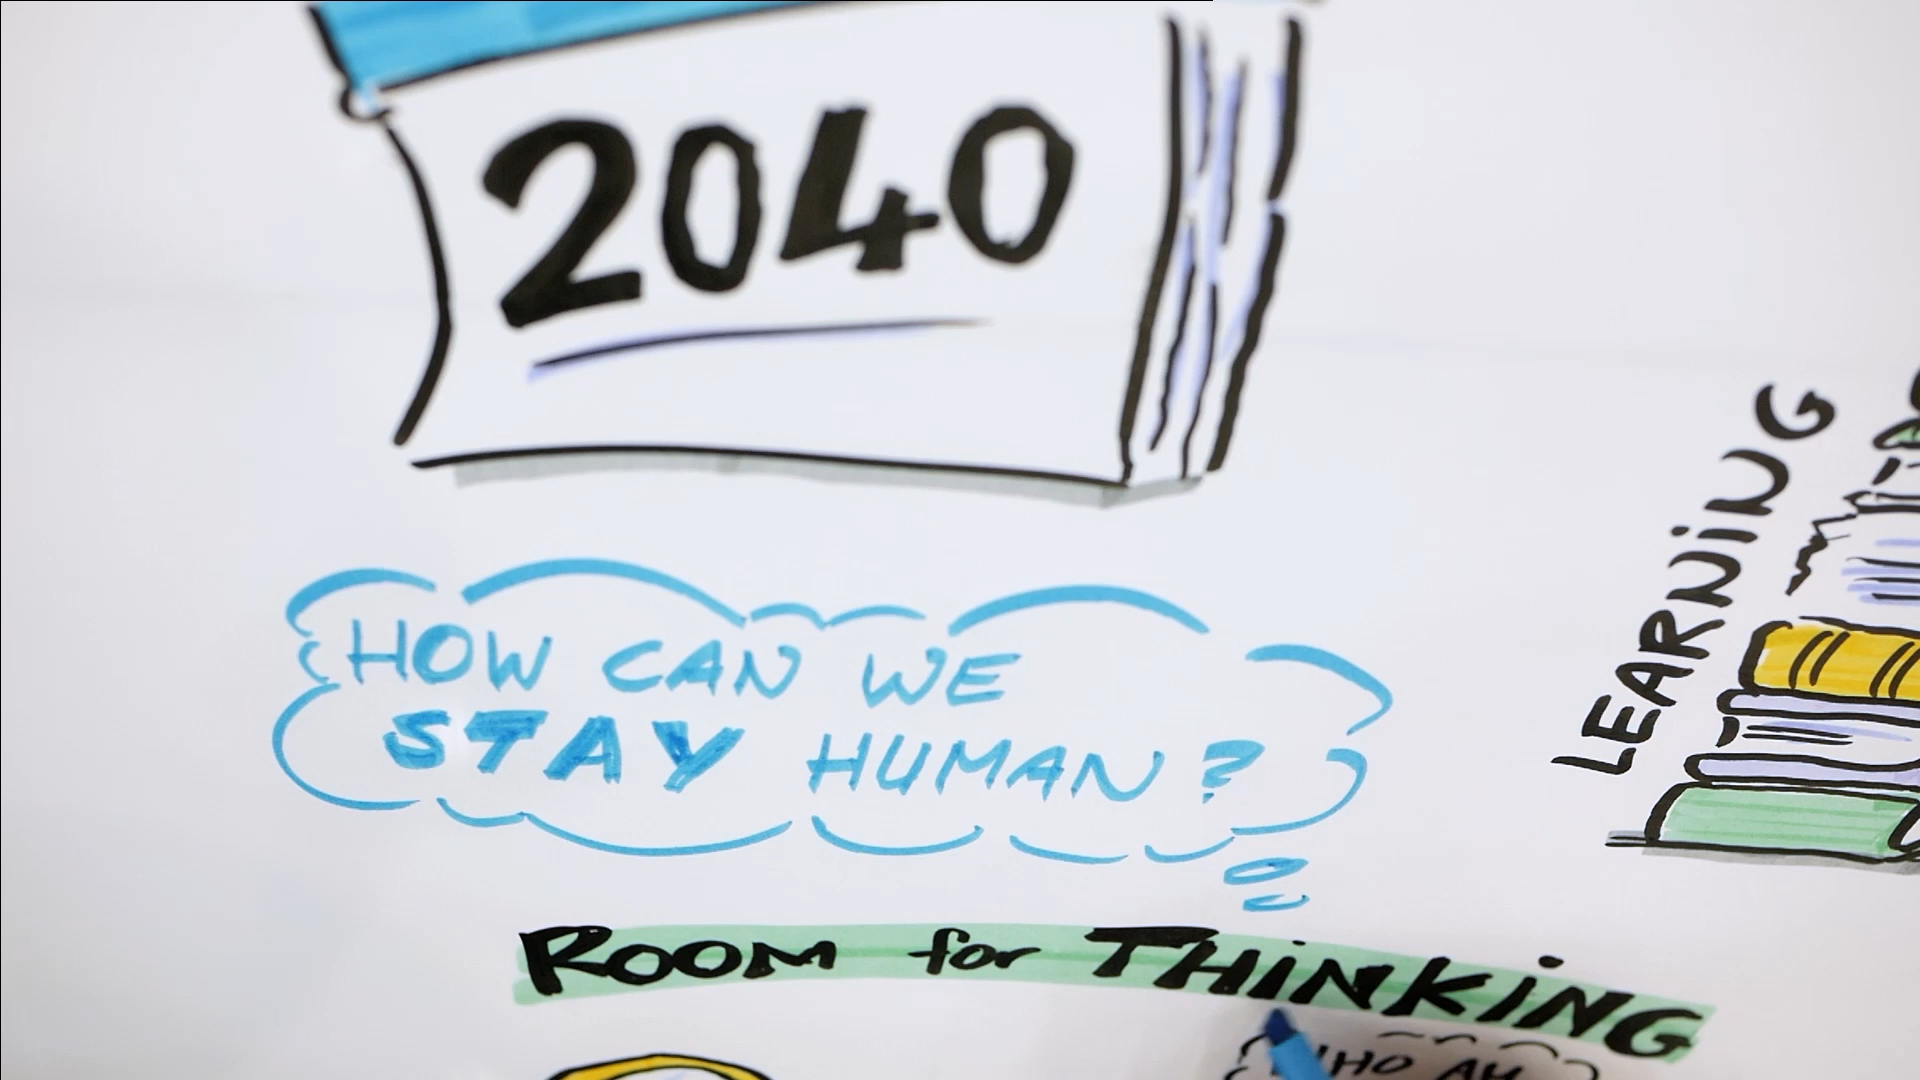 2040
LEARNING
HOW CAN WE
STAY HUMAN?
ROOM for THINKING